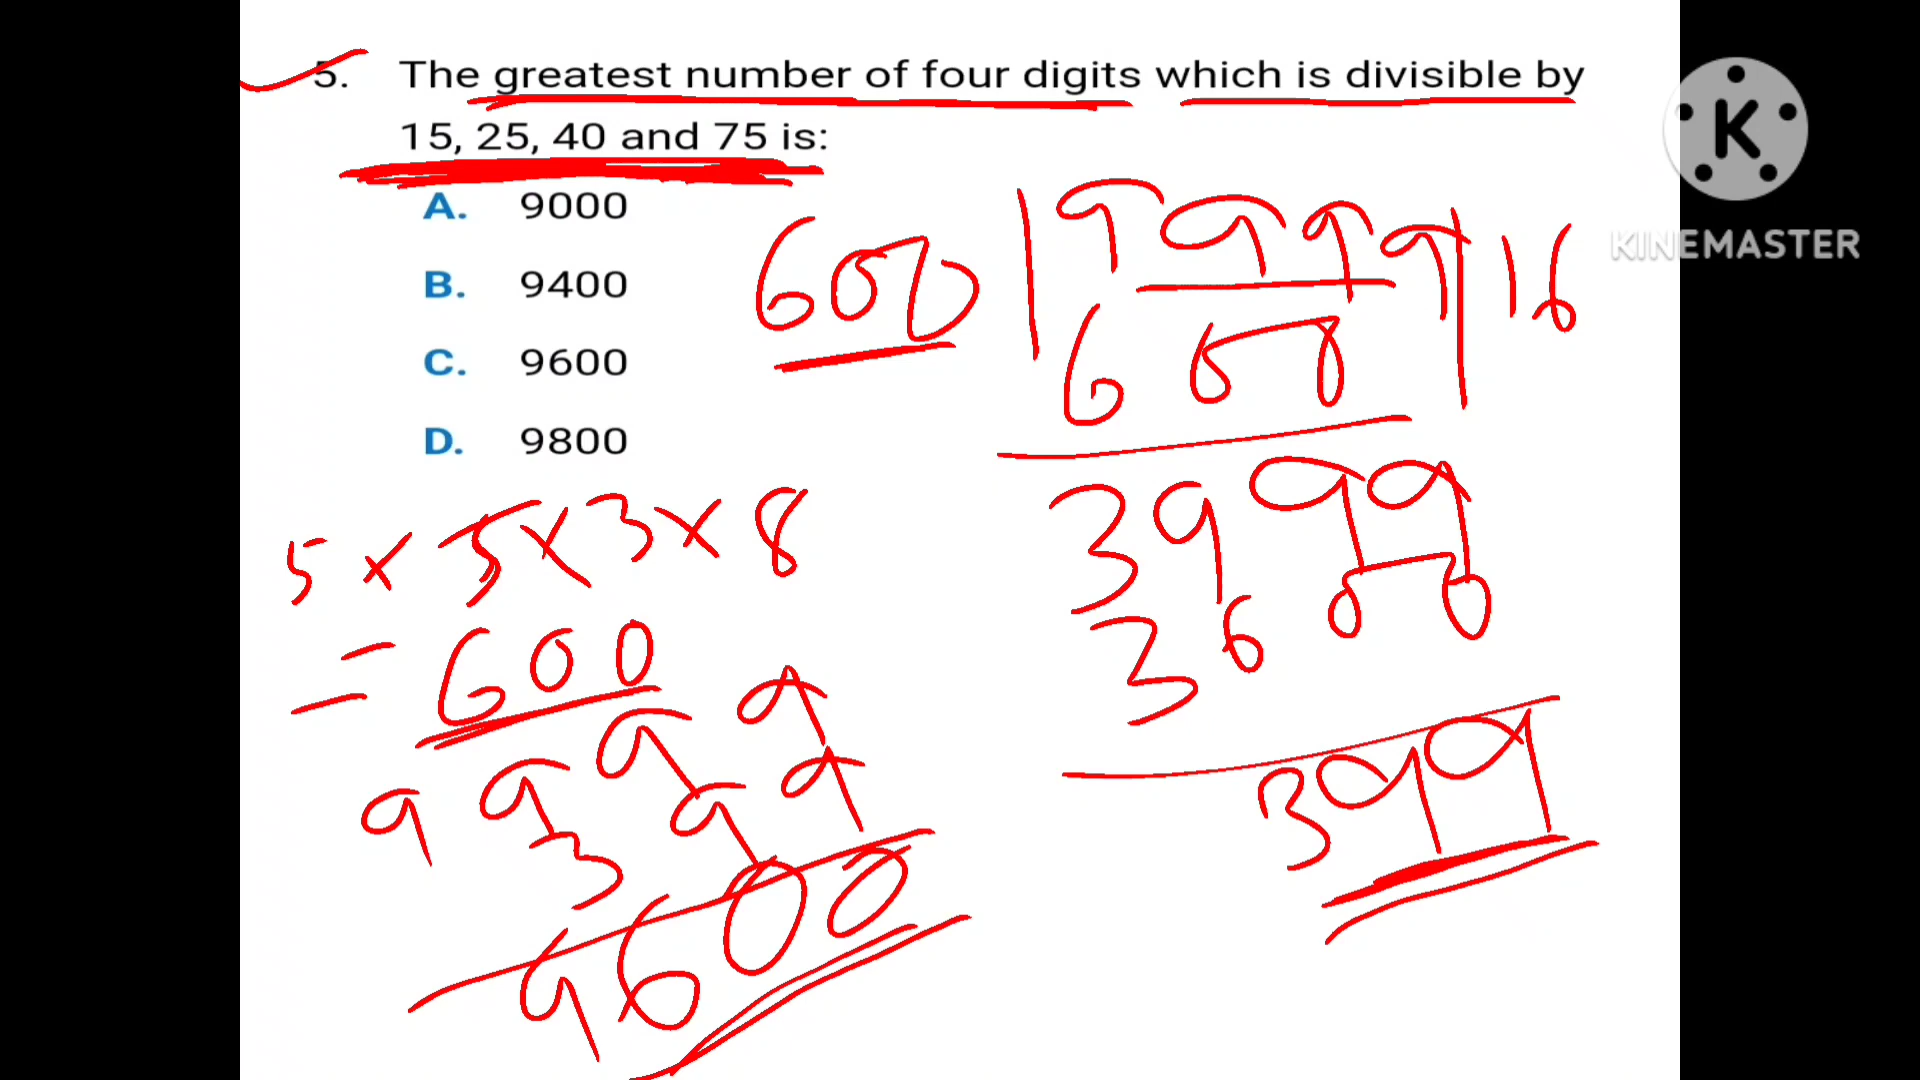 5. The greatest number of four digits which is divisible by
15, 25, 40 and 75 is:
A. 9000
B. 9400
C. 9600
D. 9800
5 × 5 × 3 × 8
= 600
9999
399
9600
600 | 9999 | 16
600
3999
3600
399
K
KINEMASTER